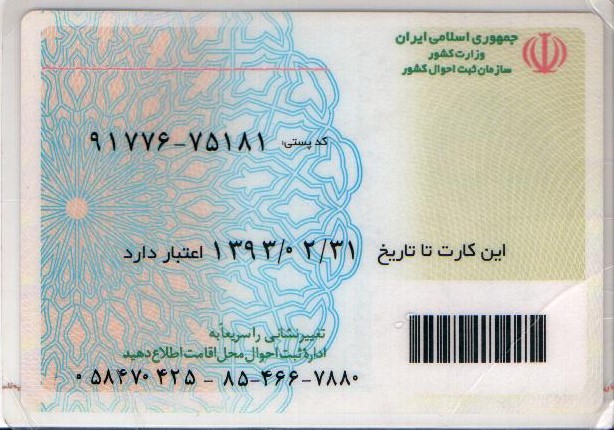 جمهوری اسلامی ایران
وزارت کشور
سازمان ثبت احوال کشور
کد پستی: ۹۱۷۷۶-۷۵۱۸۱
این کارت تا تاریخ ۱۳۹۳/۰۲/۳۱ اعتبار دارد
تغییر نشانی را سریعاً به
اداره ثبت احوال محل اقامت اطلاع دهید
۰۵۸۴۷۰۴۲۵ - ۸۵-۴۶۶-۷۸۸۰